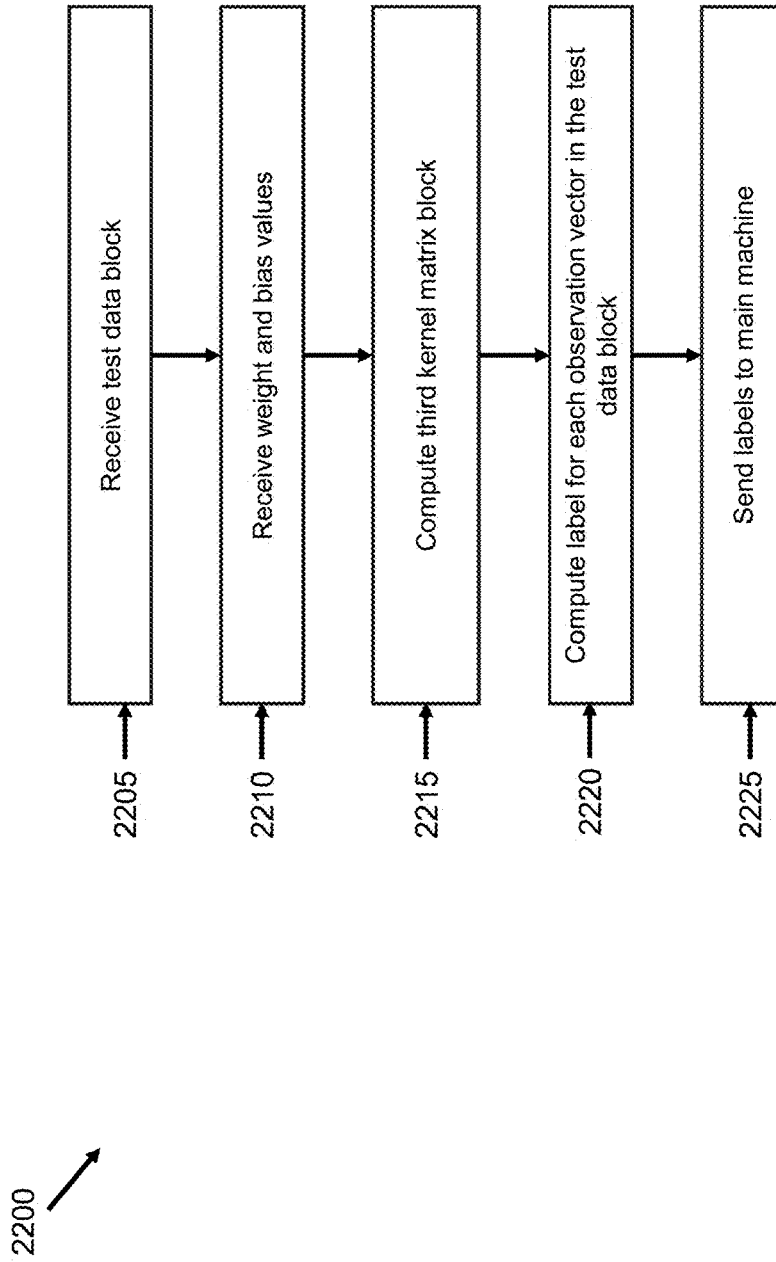 2200
2205
Receive test data block
2210
Receive weight and bias values
2215
Compute third kernel matrix block
2220
Compute label for each observation vector in the test
data block
2225
Send labels to main machine